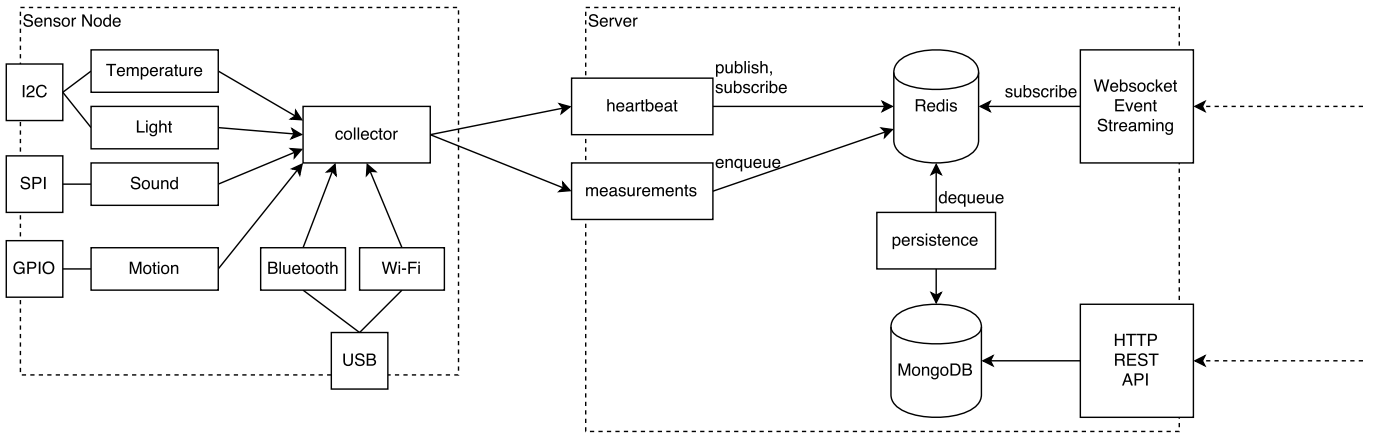 Sensor Node
I2C
Temperature
Light
SPI
Sound
GPIO
Motion
collector
Bluetooth
Wi-Fi
USB
Server
heartbeat
publish,
subscribe
measurements
enqueue
Redis
subscribe
Websocket
Event
Streaming
dequeue
persistence
MongoDB
HTTP
REST
API